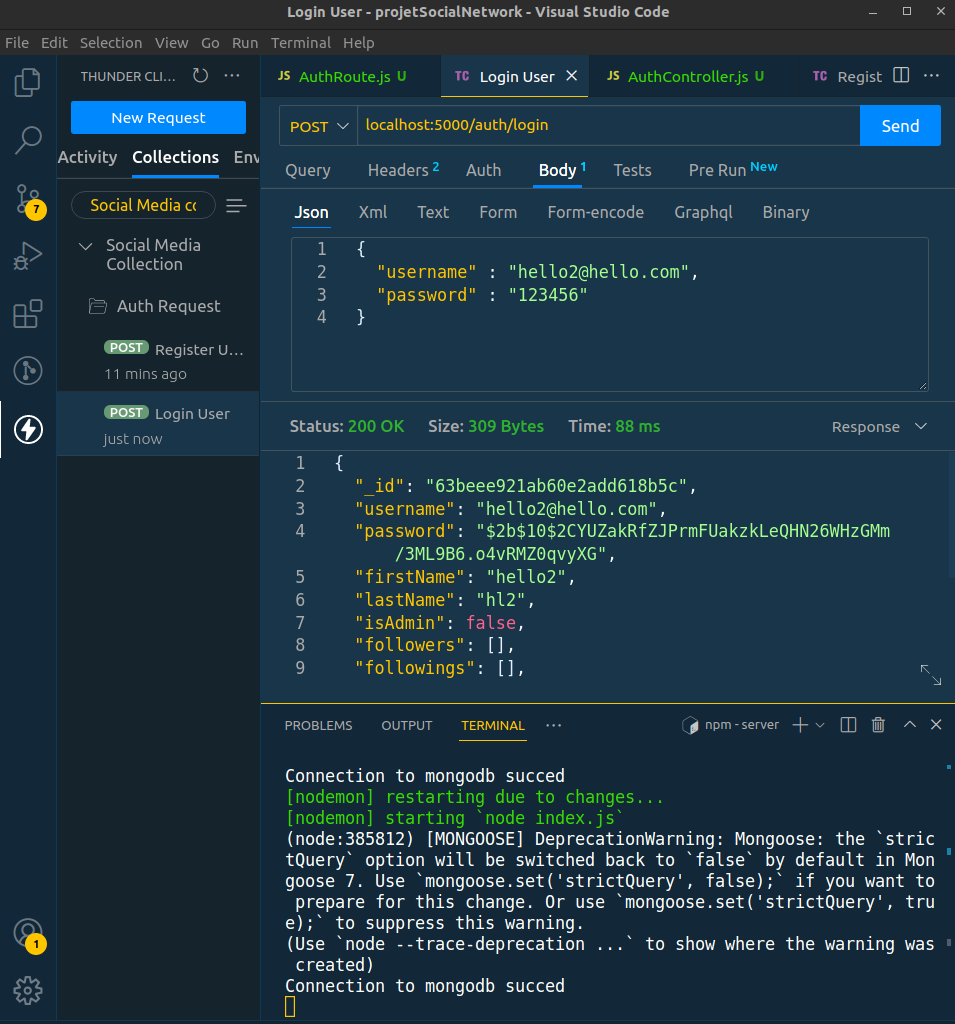 Login User - projetSocialNetwork - Visual Studio Code
File Edit Selection View Go Run Terminal Help
THUNDER CLI...
JS AuthRoute.js U
TC Login User
JS AuthController.js U
TC Regist
New Request
POST localhost:5000/auth/login Send
Activity Collections Env
Query Headers 2 Auth Body 1 Tests Pre Run New
Social Media co
Json Xml Text Form Form-encode Graphql Binary
Social Media
Collection
Auth Request
POST Register U...
11 mins ago
POST Login User
just now
7
1
1 {
2 "username" : "hello2@hello.com",
3 "password" : "123456"
4 }
Status: 200 OK Size: 309 Bytes Time: 88 ms Response
1 {
2 "_id": "63beee921ab60e2add618b5c",
3 "username": "hello2@hello.com",
4 "password": "$2b$10$2CYUZakRfZJPrmFUakzkLeQHN26WHzGMm
/3ML9B6.o4vRMZ0qvyXG",
5 "firstName": "hello2",
6 "lastName": "hl2",
7 "isAdmin": false,
8 "followers": [],
9 "followings": [],
PROBLEMS OUTPUT TERMINAL ... npm - server
Connection to mongodb succed
[nodemon] restarting due to changes...
[nodemon] starting `node index.js`
(node:385812) [MONGOOSE] DeprecationWarning: Mongoose: the `stric
tQuery` option will be switched back to `false` by default in Mon
goose 7. Use `mongoose.set('strictQuery', false);` if you want to
prepare for this change. Or use `mongoose.set('strictQuery', tru
e);` to suppress this warning.
(Use `node --trace-deprecation ...` to show where the warning was
created)
Connection to mongodb succed